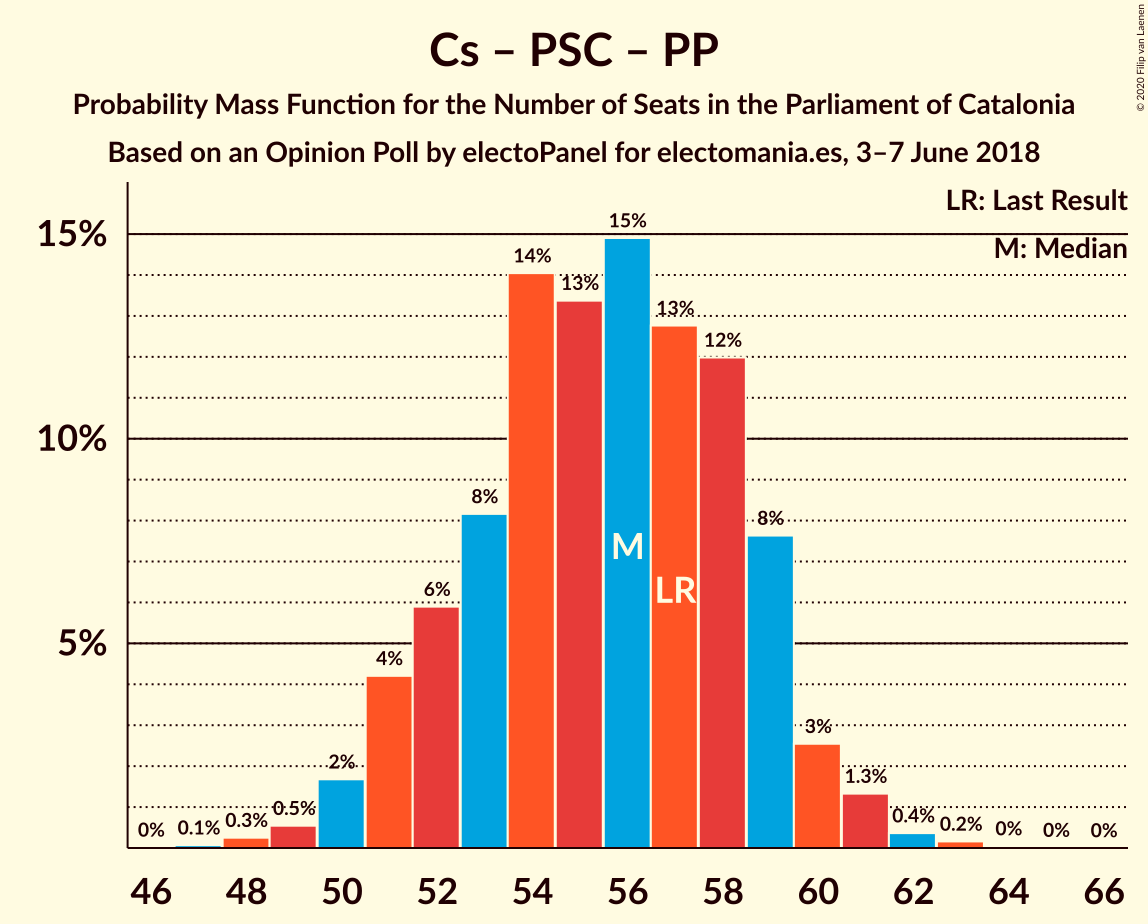 Cs – PSC – PP
Probability Mass Function for the Number of Seats in the Parliament of Catalonia
Based on an Opinion Poll by electoPanel for electomania.es, 3–7 June 2018
© 2020 Filip van Laenen
LR: Last Result
M: Median
15%
10%
5%
0%
0.1%
0.3%
0.5%
2%
4%
6%
8%
14%
13%
15%
13%
12%
8%
3%
1.3%
0.4%
0.2%
0%
0%
0%
M
LR
46 48 50 52 54 56 58 60 62 64 66